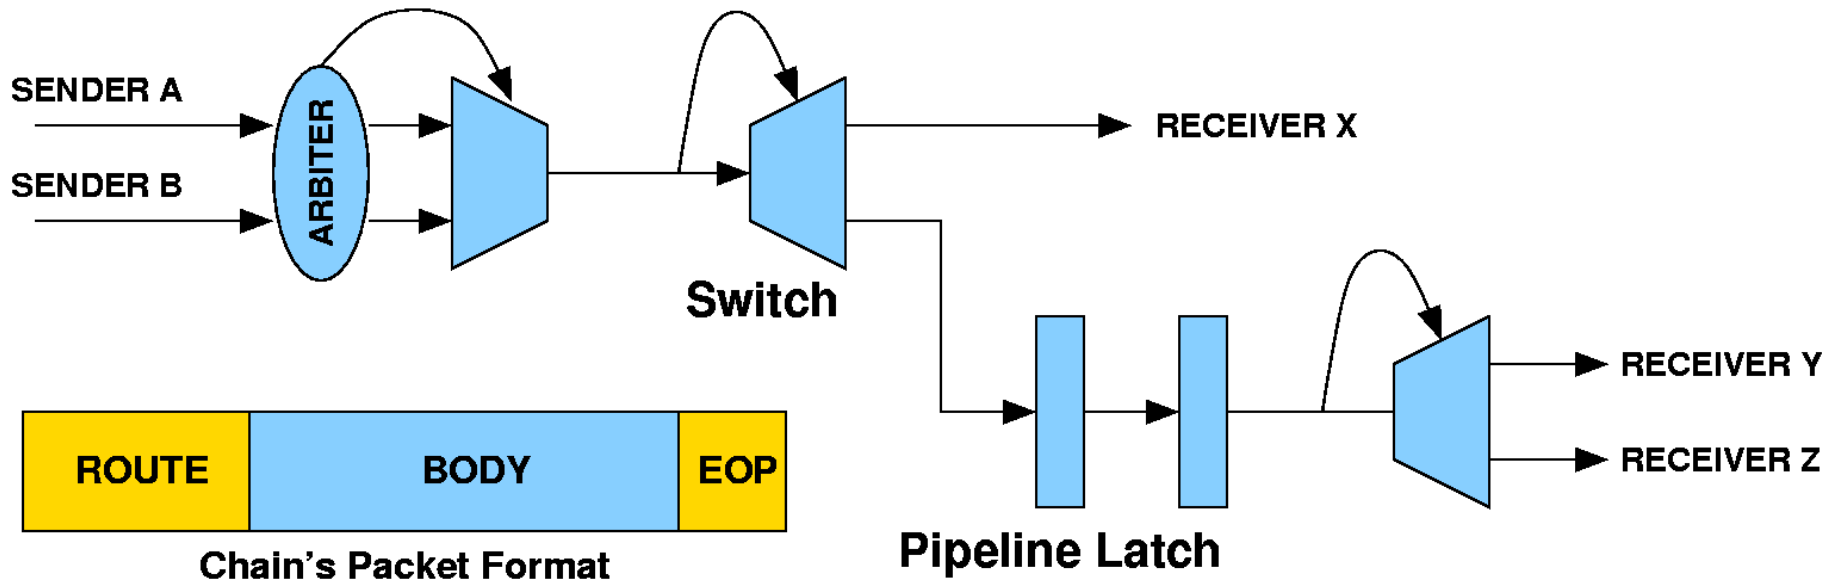 SENDER A
SENDER B
ARBITER
RECEIVER X
Switch
RECEIVER Y
RECEIVER Z
ROUTE
BODY
EOP
Chain's Packet Format
Pipeline Latch